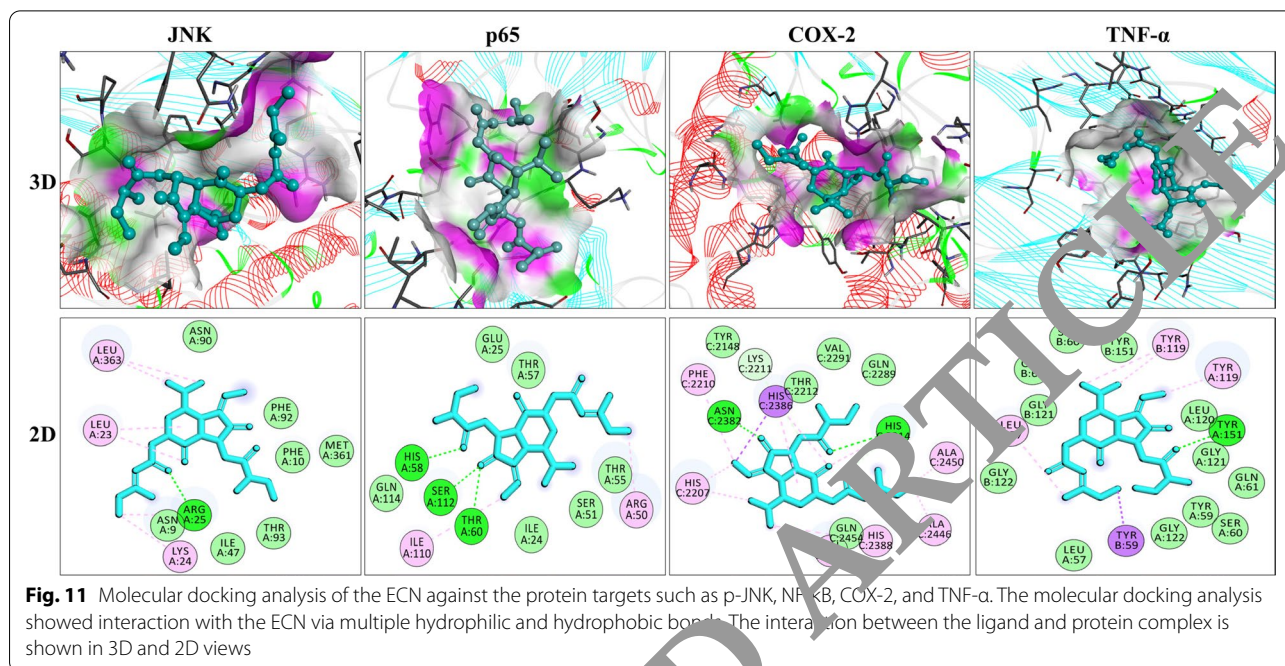 JNK p65 COX-2 TNF-α
3D
2D
ASN
A:90
LEU
A:363
LEU
A:23
PHE
A:92
PHE
A:10
MET
A:361
ASN
A:9
ARG
A:25
LYS
A:24
ILE
A:47
THR
A:93
GLU
A:25
THR
A:57
HIS
A:58
GLN
A:114
SER
A:112
THR
A:60
ILE
A:110
ILE
A:24
SER
A:51
THR
A:55
ARG
A:50
TYR
C:2148
LYS
C:2211
VAL
C:2291
GLN
C:2289
PHE
C:2210
THR
C:2212
HIS
C:2386
ASN
C:2382
HIS
ALA
C:2450
HIS
C:2207
GLN
C:2454
HIS
C:2388
ALA
C:2446
TYR
B:151
TYR
B:119
TYR
A:119
GLY
B:121
LEU
A:120
TYR
A:151
LEU
GLY
A:121
GLY
B:122
GLN
A:61
TYR
A:59
SER
A:60
GLY
A:122
TYR
B:59
LEU
A:57
Fig. 11 Molecular docking analysis of the ECN against the protein targets such as p-JNK, NF-kB, COX-2, and TNF-α. The molecular docking analysis
showed interaction with the ECN via multiple hydrophilic and hydrophobic The interaction between the ligand and protein complex is
shown in 3D and 2D views
ARTICLE